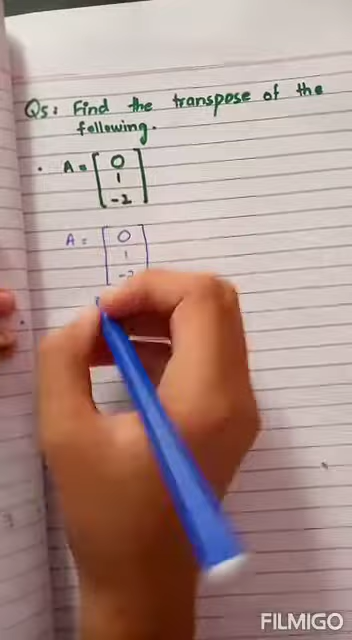 Q5: Find the transpose of the
following.
• A = [ 0
1
-2 ]
A = [ 0
1
-2 ]
FILMIGO